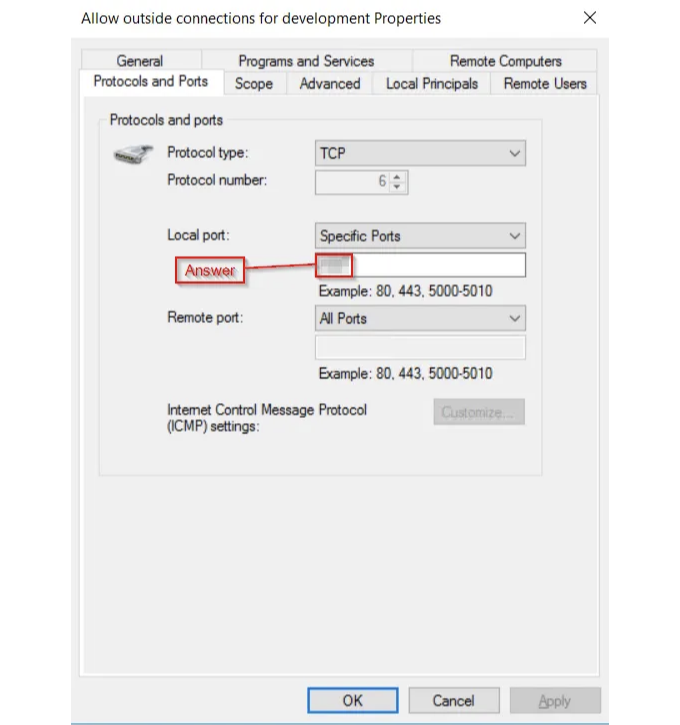 Allow outside connections for development Properties
General Programs and Services Remote Computers
Protocols and Ports Scope Advanced Local Principals Remote Users
Protocols and ports
Protocol type: TCP
Protocol number: 6
Local port: Specific Ports
Answer
Example: 80, 443, 5000-5010
Remote port: All Ports
Example: 80, 443, 5000-5010
Internet Control Message Protocol
(ICMP) settings:
Customize...
OK Cancel Apply